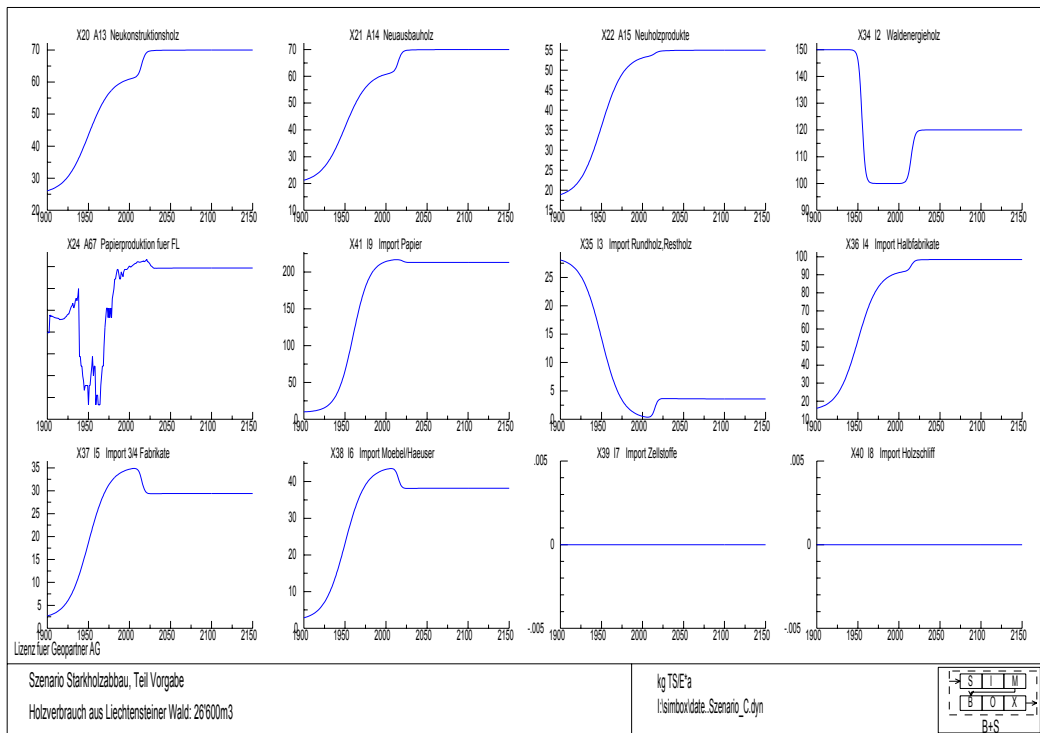 X20 A13 Neukonstruktionsholz
70
60
50
40
30
20
1900 1950 2000 2050 2100 2150
X21 A14 Neuausbauholz
70
60
50
40
30
20
10
1900 1950 2000 2050 2100 2150
X22 A15 Neuholzprodukte
55
50
45
40
35
30
25
20
15
1900 1950 2000 2050 2100 2150
X34 I2 Waldenergieholz
150
140
130
120
110
100
90
1900 1950 2000 2050 2100 2150
X24 A67 Papierproduktion fuer FL
1900 1950 2000 2050 2100 2150
X41 I9 Import Papier
200
150
100
50
0
1900 1950 2000 2050 2100 2150
X35 I3 Import Rundholz,Restholz
25
20
15
10
5
0
1900 1950 2000 2050 2100 2150
X36 I4 Import Halbfabrikate
100
90
80
70
60
50
40
30
20
10
1900 1950 2000 2050 2100 2150
X37 I5 Import 3/4 Fabrikate
35
30
25
20
15
10
5
0
1900 1950 2000 2050 2100 2150
X38 I6 Import Moebel/Haeuser
40
30
20
10
0
1900 1950 2000 2050 2100 2150
X39 I7 Import Zellstoffe
.005
0
-.005
1900 1950 2000 2050 2100 2150
X40 I8 Import Holzschliff
.005
0
-.005
1900 1950 2000 2050 2100 2150
Lizenz fuer Geopartner AG
Szenario Starkholzabbau, Teil Vorgabe
Holzverbrauch aus Liechtensteiner Wald: 26'600m3
kg TS/E*a
I:\simbox\date..Szenario_C.dyn
S I M
B O X
B+S